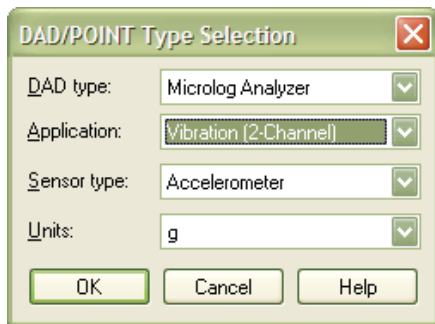 DAD/POINT Type Selection
DAD type: Microlog Analyzer
Application: Vibration (2-Channel)
Sensor type: Accelerometer
Units: g
OK Cancel Help